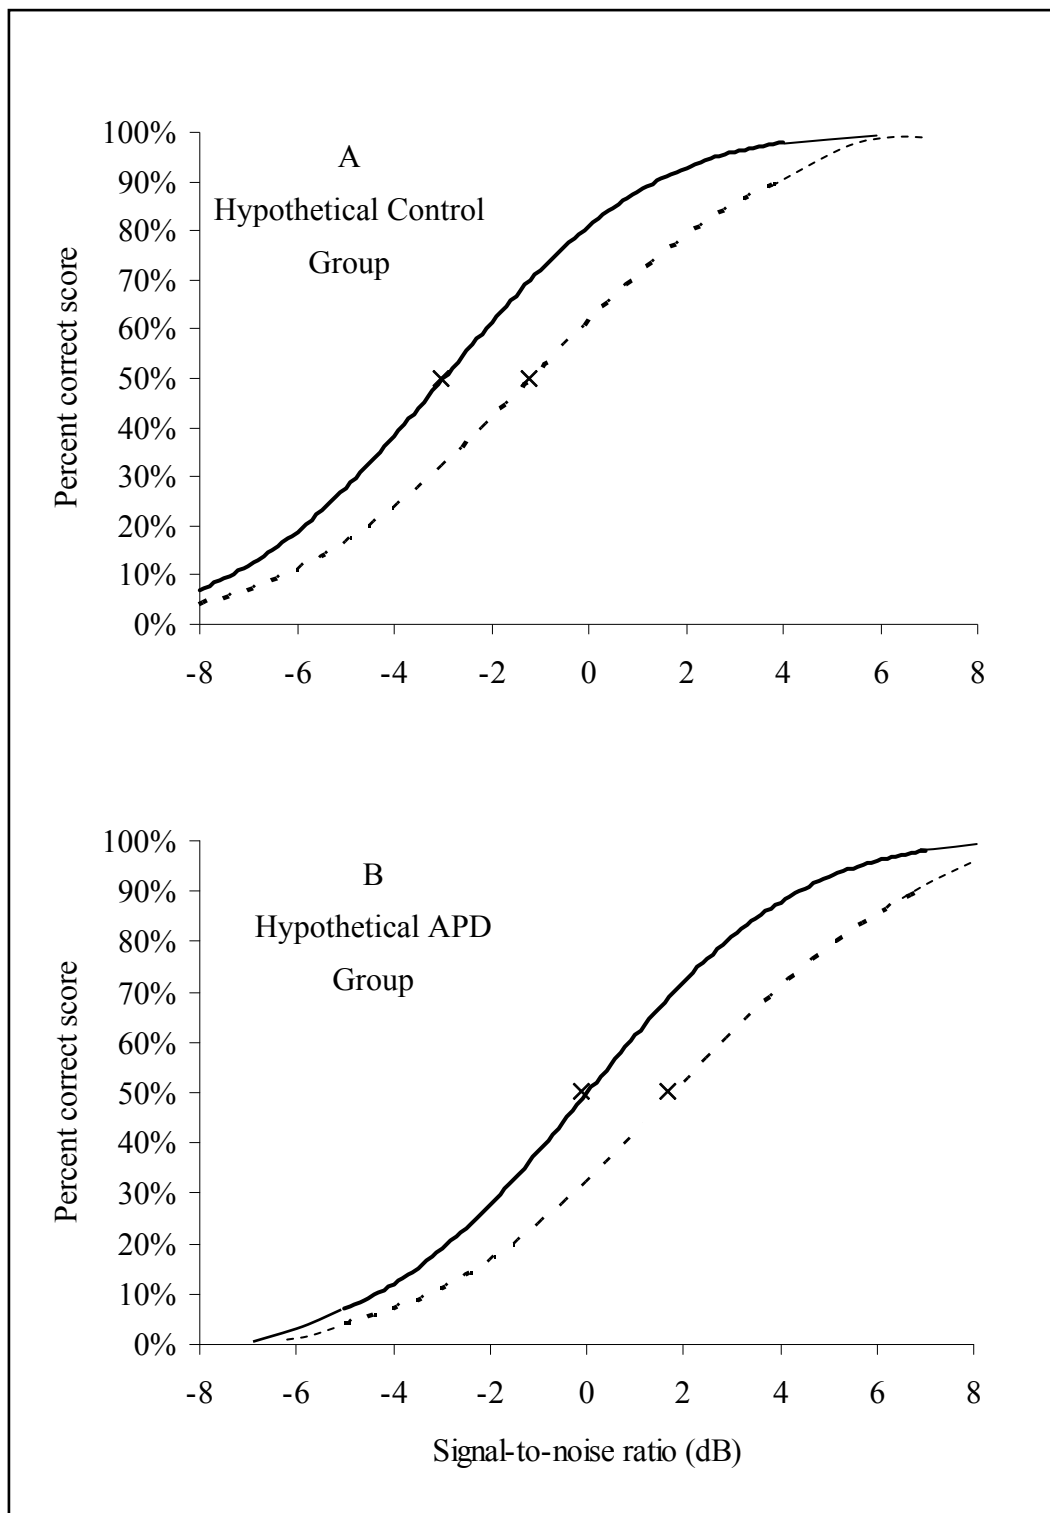 100%
90%
80%
70%
60%
50%
40%
30%
20%
10%
0%
Percent correct score
A
Hypothetical Control
Group
-8 -6 -4 -2 0 2 4 6 8
100%
90%
80%
70%
60%
50%
40%
30%
20%
10%
0%
Percent correct score
B
Hypothetical APD
Group
-8 -6 -4 -2 0 2 4 6 8
Signal-to-noise ratio (dB)